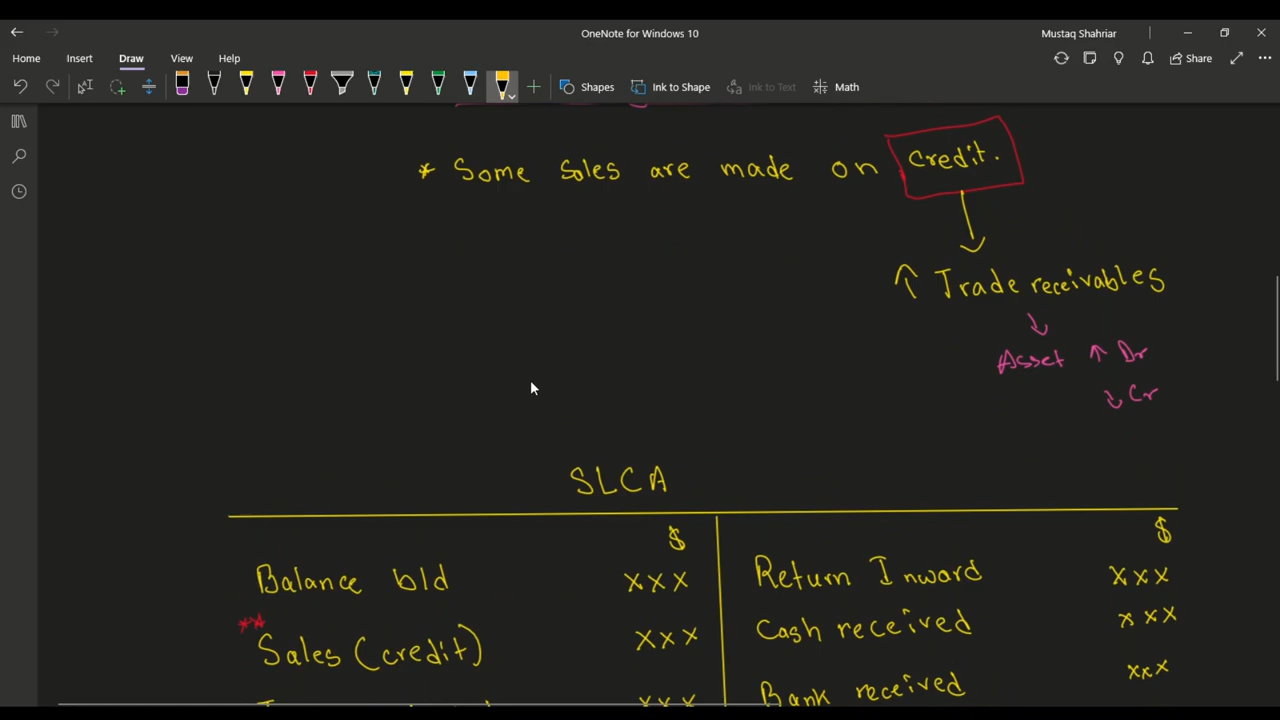 OneNote for Windows 10
Mustaq Shahriar
Home Insert Draw View Help
Share
Shapes Ink to Shape Ink to Text Math
* Some Sales are made on Credit.
↑ Trade receivables
Asset ↑ Dr
↓ Cr
SLCA
$ $
Balance b/d xxx Return Inward xxx
** Sales (credit) xxx Cash received xxx
xxx Bank received xxx